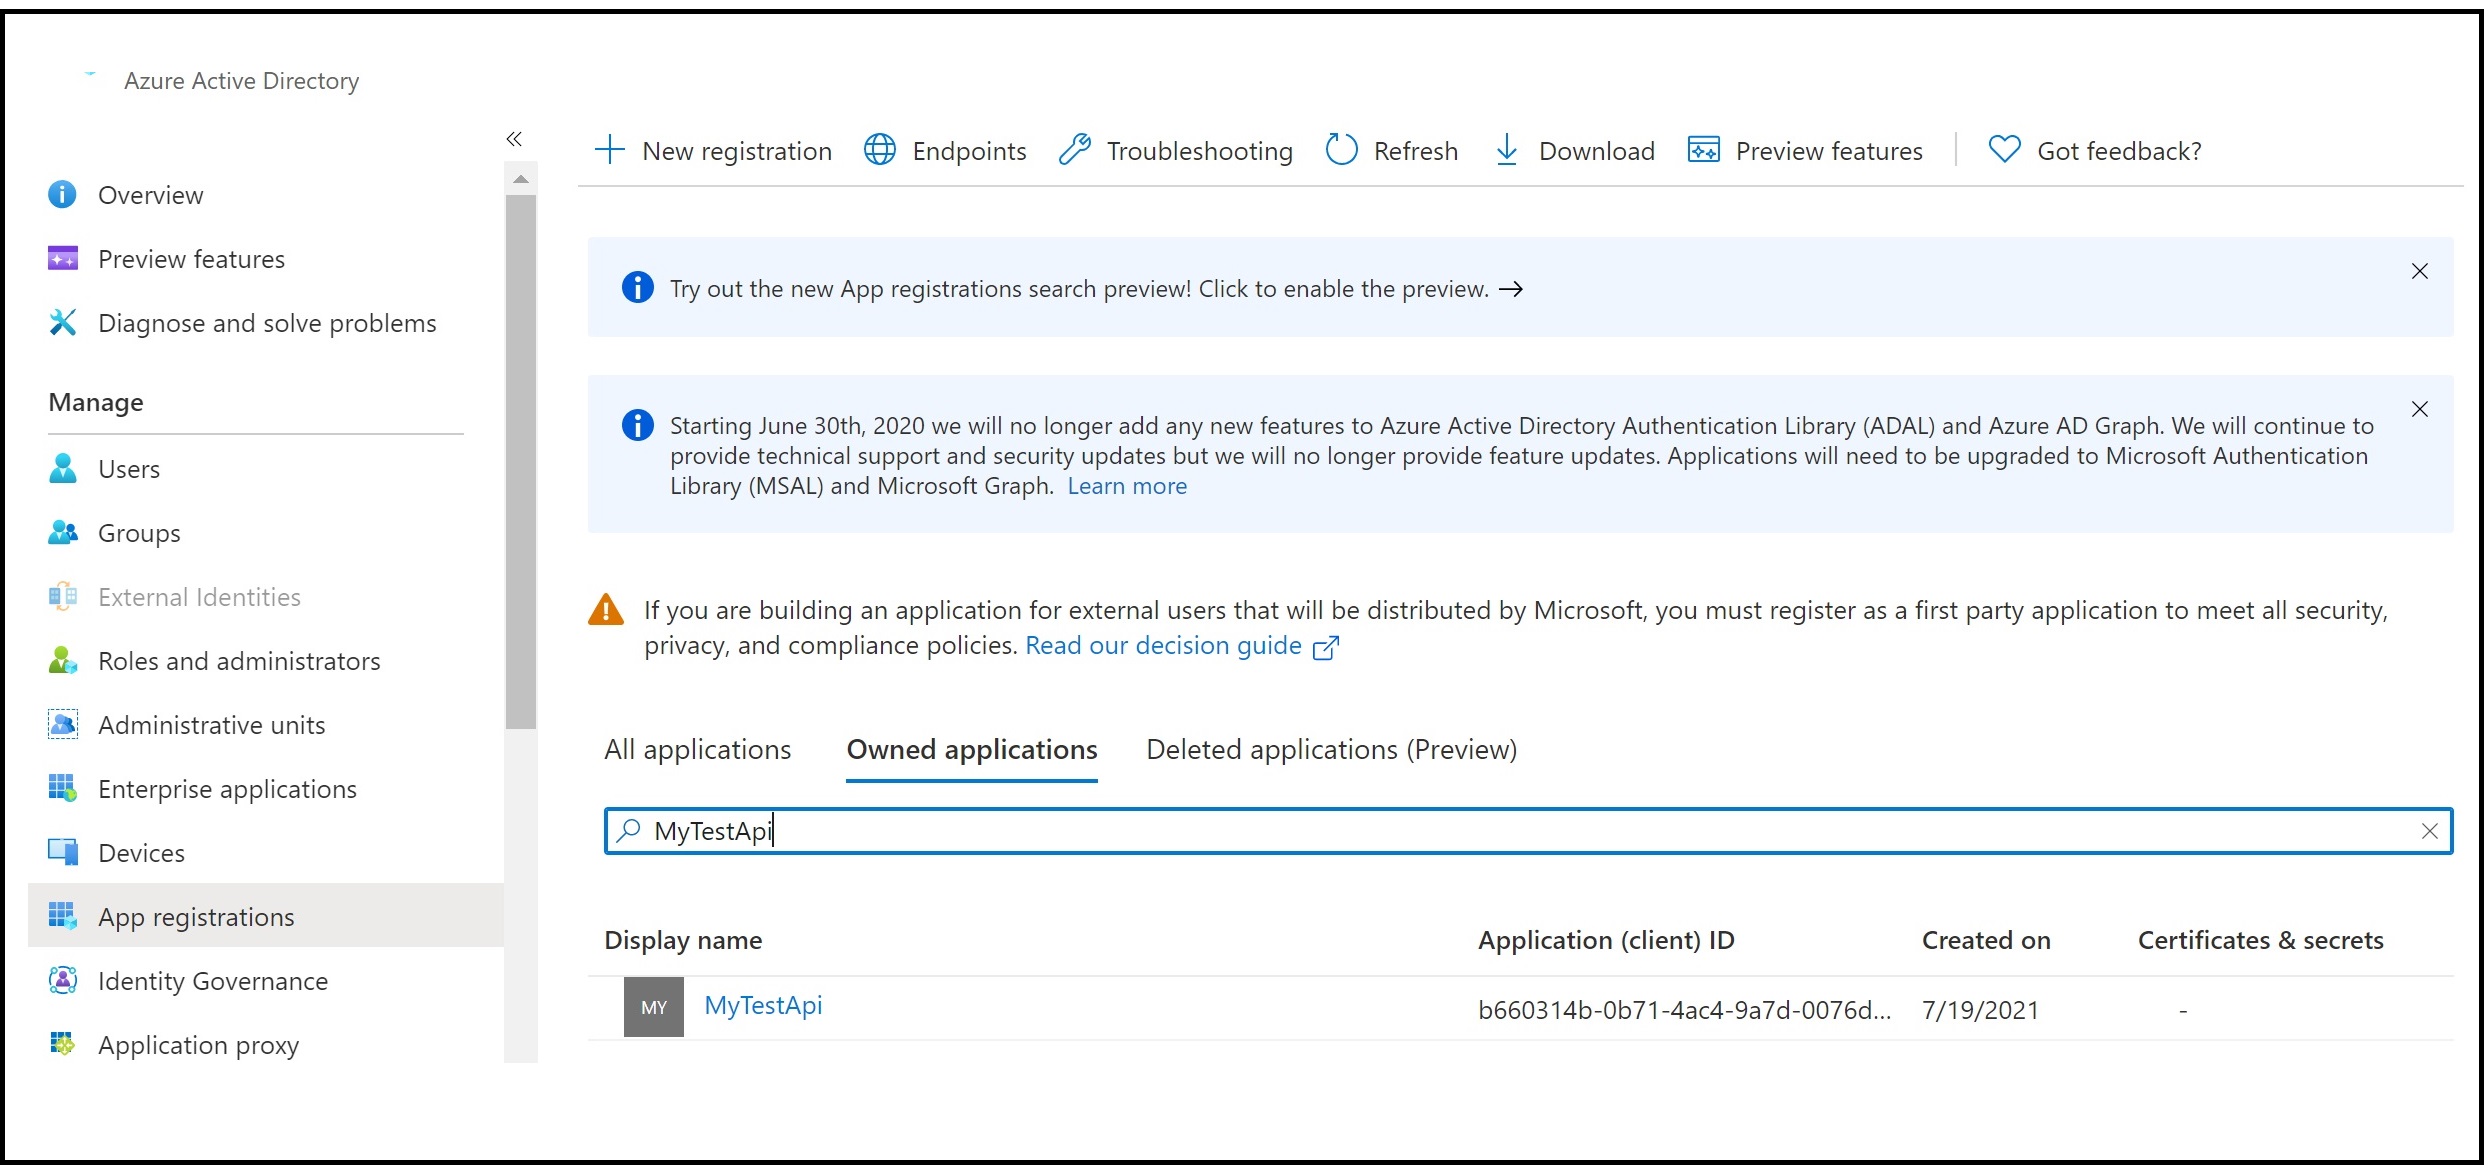 Azure Active Directory
Overview
Preview features
Diagnose and solve problems
Manage
Users
Groups
External Identities
Roles and administrators
Administrative units
Enterprise applications
Devices
App registrations
Identity Governance
Application proxy
New registration
Endpoints
Troubleshooting
Refresh
Download
Preview features
Got feedback?
Try out the new App registrations search preview! Click to enable the preview. →
Starting June 30th, 2020 we will no longer add any new features to Azure Active Directory Authentication Library (ADAL) and Azure AD Graph. We will continue to
provide technical support and security updates but we will no longer provide feature updates. Applications will need to be upgraded to Microsoft Authentication
Library (MSAL) and Microsoft Graph. Learn more
If you are building an application for external users that will be distributed by Microsoft, you must register as a first party application to meet all security,
privacy, and compliance policies. Read our decision guide
All applications
Owned applications
Deleted applications (Preview)
MyTestApi
Display name
Application (client) ID
Created on
Certificates & secrets
MY
MyTestApi
b660314b-0b71-4ac4-9a7d-0076d...
7/19/2021
-